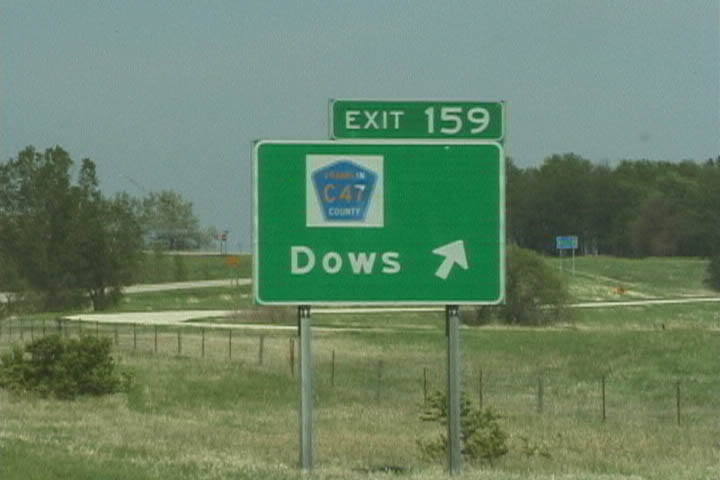 EXIT 159
FRANKLIN
C47
COUNTY
Dows